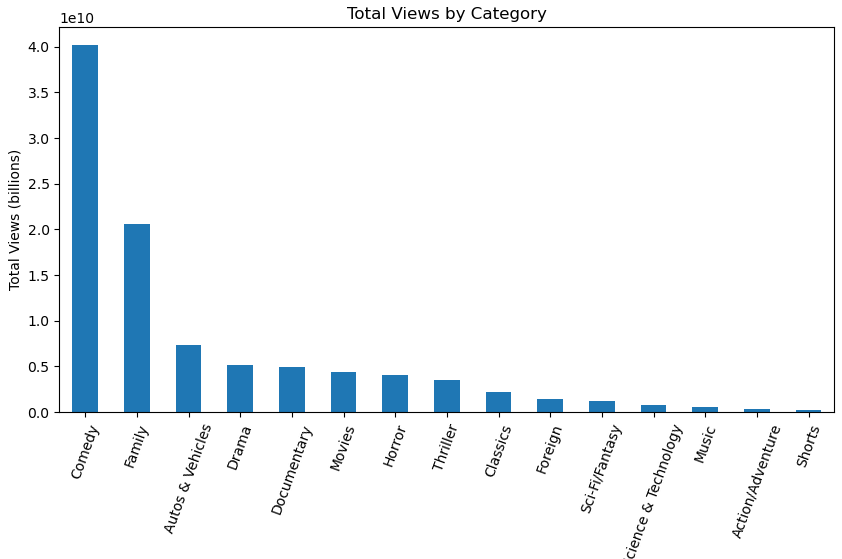 Total Views by Category
1e10
Total Views (billions)
4.0
3.5
3.0
2.5
2.0
1.5
1.0
0.5
0.0
Comedy
Family
Autos & Vehicles
Drama
Documentary
Movies
Horror
Thriller
Classics
Foreign
Sci-Fi/Fantasy
cience & Technology
Music
Action/Adventure
Shorts